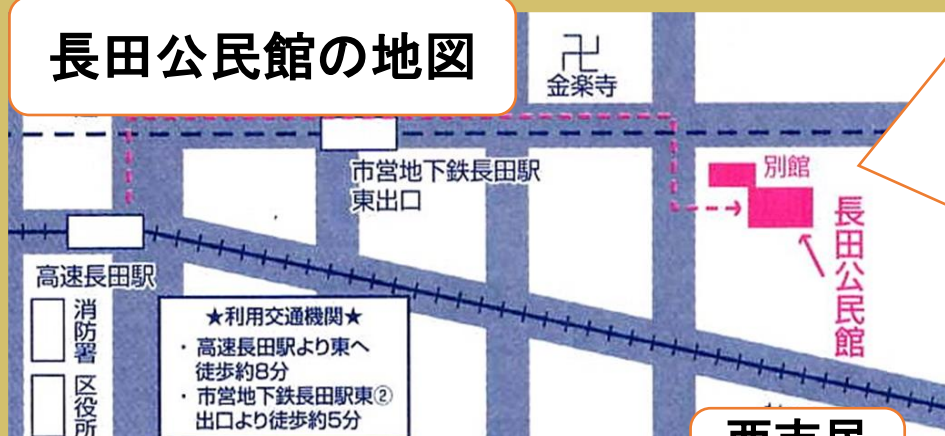 長田公民館の地図
卍
金楽寺
市営地下鉄長田駅
東出口
別館
長田公民館
高速長田駅
消防署
区役所
★利用交通機関★
・高速長田駅より東へ
徒歩約8分
・市営地下鉄長田駅東②
出口より徒歩約5分